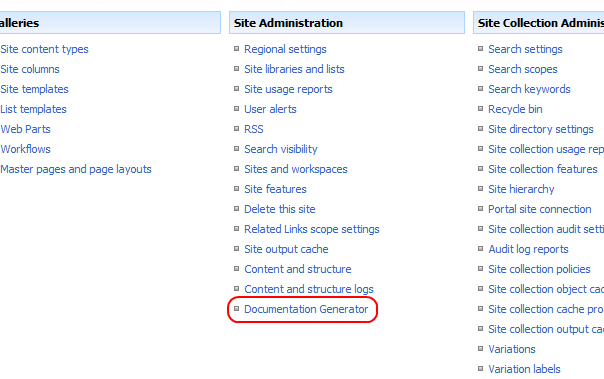 alleries
Site content types
Site columns
Site templates
List templates
Web Parts
Workflows
Master pages and page layouts
Site Administration
Regional settings
Site libraries and lists
Site usage reports
User alerts
RSS
Search visibility
Sites and workspaces
Site features
Delete this site
Related Links scope settings
Site output cache
Content and structure
Content and structure logs
Documentation Generator
Site Collection Adminis
Search settings
Search scopes
Search keywords
Recycle bin
Site directory settings
Site collection usage rep
Site collection features
Site hierarchy
Portal site connection
Site collection audit setti
Audit log reports
Site collection policies
Site collection object cac
Site collection cache pro
Site collection output ca
Variations
Variation labels